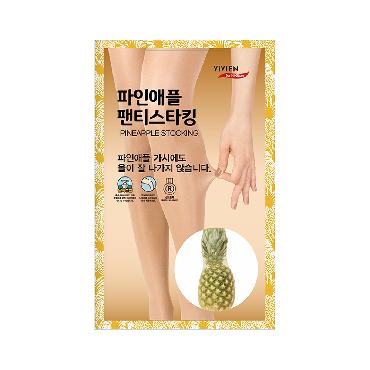 VIVIEN
파인애플
팬티스타킹
PINEAPPLE STOCKING
파인애플 가시에도
올이 잘 나가지 않습니다.